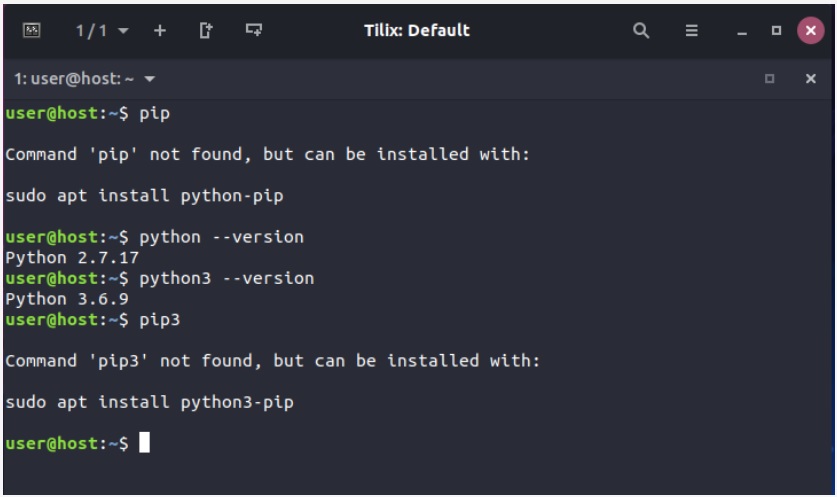 1/1
Tilix: Default
1: user@host: ~
user@host:~$ pip
Command 'pip' not found, but can be installed with:
sudo apt install python-pip
user@host:~$ python --version
Python 2.7.17
user@host:~$ python3 --version
Python 3.6.9
user@host:~$ pip3
Command 'pip3' not found, but can be installed with:
sudo apt install python3-pip
user@host:~$